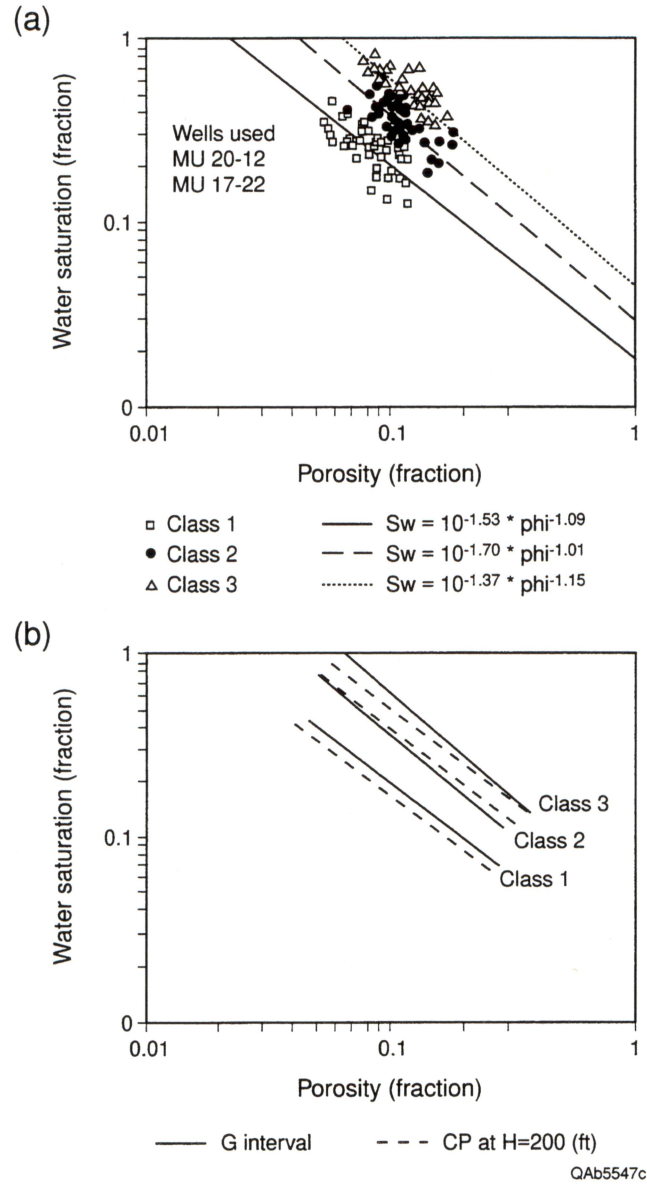 (a)
1
0.1
0
Water saturation (fraction)
Wells used
MU 20-12
MU 17-22
0.01
0.1
1
Porosity (fraction)
Class 1
Sw = 10-1.53 * phi-1.09
Class 2
Sw = 10-1.70 * phi-1.01
Class 3
Sw = 10-1.37 * phi-1.15
(b)
1
0.1
0
Water saturation (fraction)
Class 3
Class 2
Class 1
0.01
0.1
1
Porosity (fraction)
G interval
CP at H=200 (ft)
QAb5547c